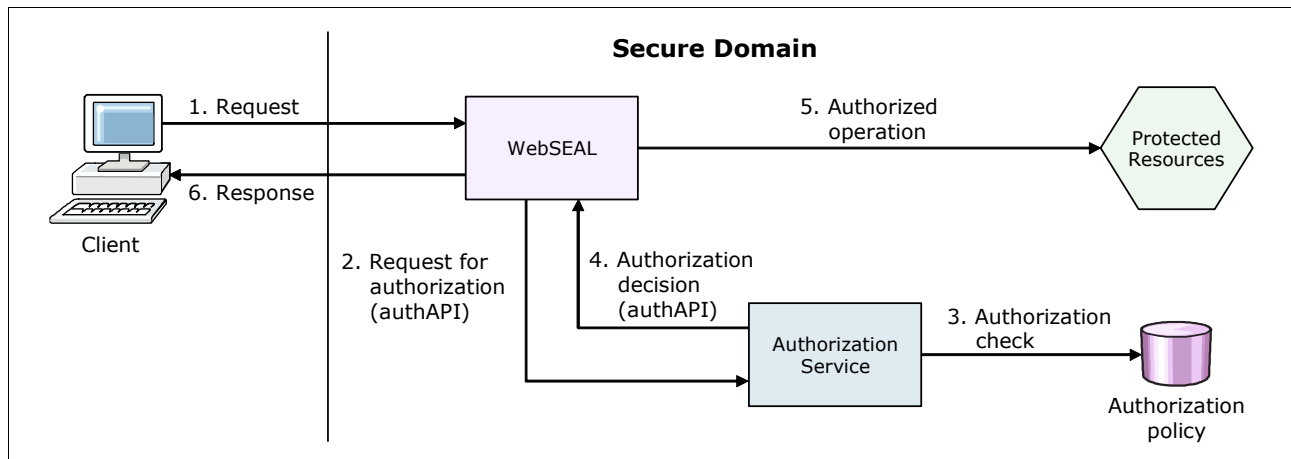 Secure Domain
1. Request
WebSEAL
5. Authorized
operation
Protected
Resources
6. Response
Client
2. Request for
authorization
(authAPI)
4. Authorization
decision
(authAPI)
Authorization
Service
3. Authorization
check
Authorization
policy